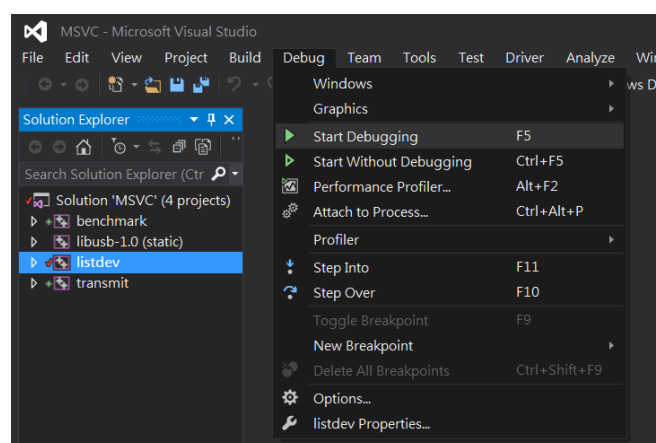 MSVC - Microsoft Visual Studio
File Edit View Project Build Debug Team Tools Test Driver Analyze
Solution Explorer
Search Solution Explorer (Ctr
Solution 'MSVC' (4 projects)
benchmark
libusb-1.0 (static)
listdev
transmit
Windows
Graphics
Start Debugging F5
Start Without Debugging Ctrl+F5
Performance Profiler... Alt+F2
Attach to Process... Ctrl+Alt+P
Profiler
Step Into F11
Step Over F10
Toggle Breakpoint F9
New Breakpoint
Delete All Breakpoints Ctrl+Shift+F9
Options...
listdev Properties...